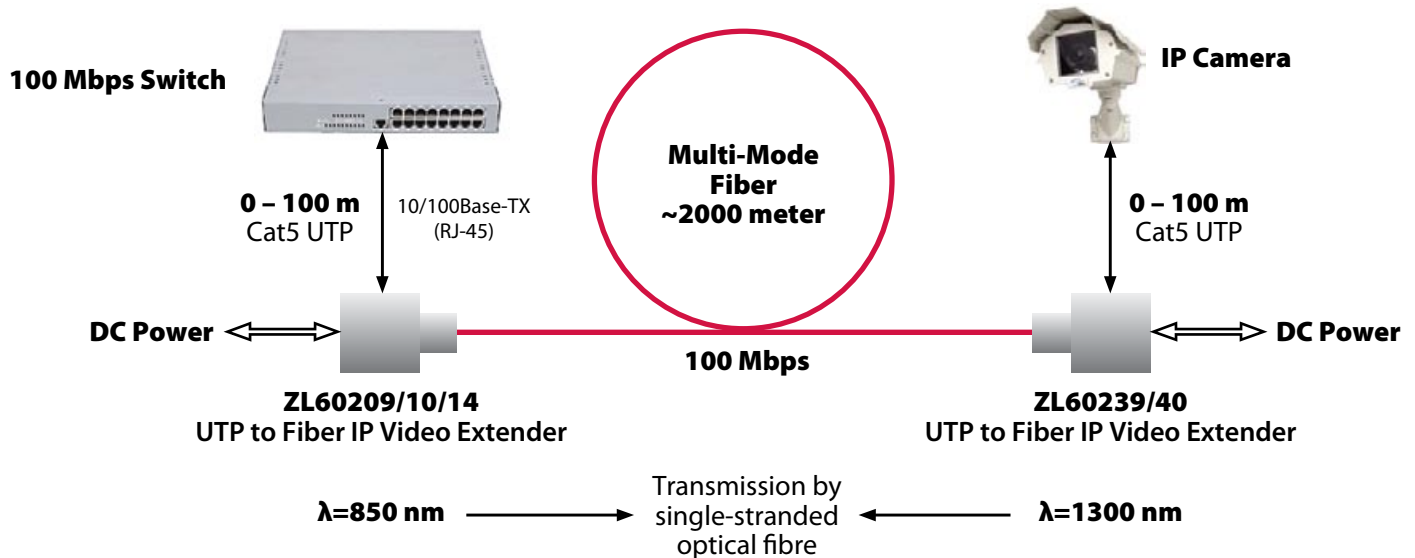 100 Mbps Switch
IP Camera
Multi-Mode
Fiber
~2000 meter
0 – 100 m
Cat5 UTP
10/100Base-TX
(RJ-45)
0 – 100 m
Cat5 UTP
DC Power
DC Power
100 Mbps
ZL60209/10/14
UTP to Fiber IP Video Extender
ZL60239/40
UTP to Fiber IP Video Extender
λ=850 nm
Transmission by
single-stranded
optical fibre
λ=1300 nm